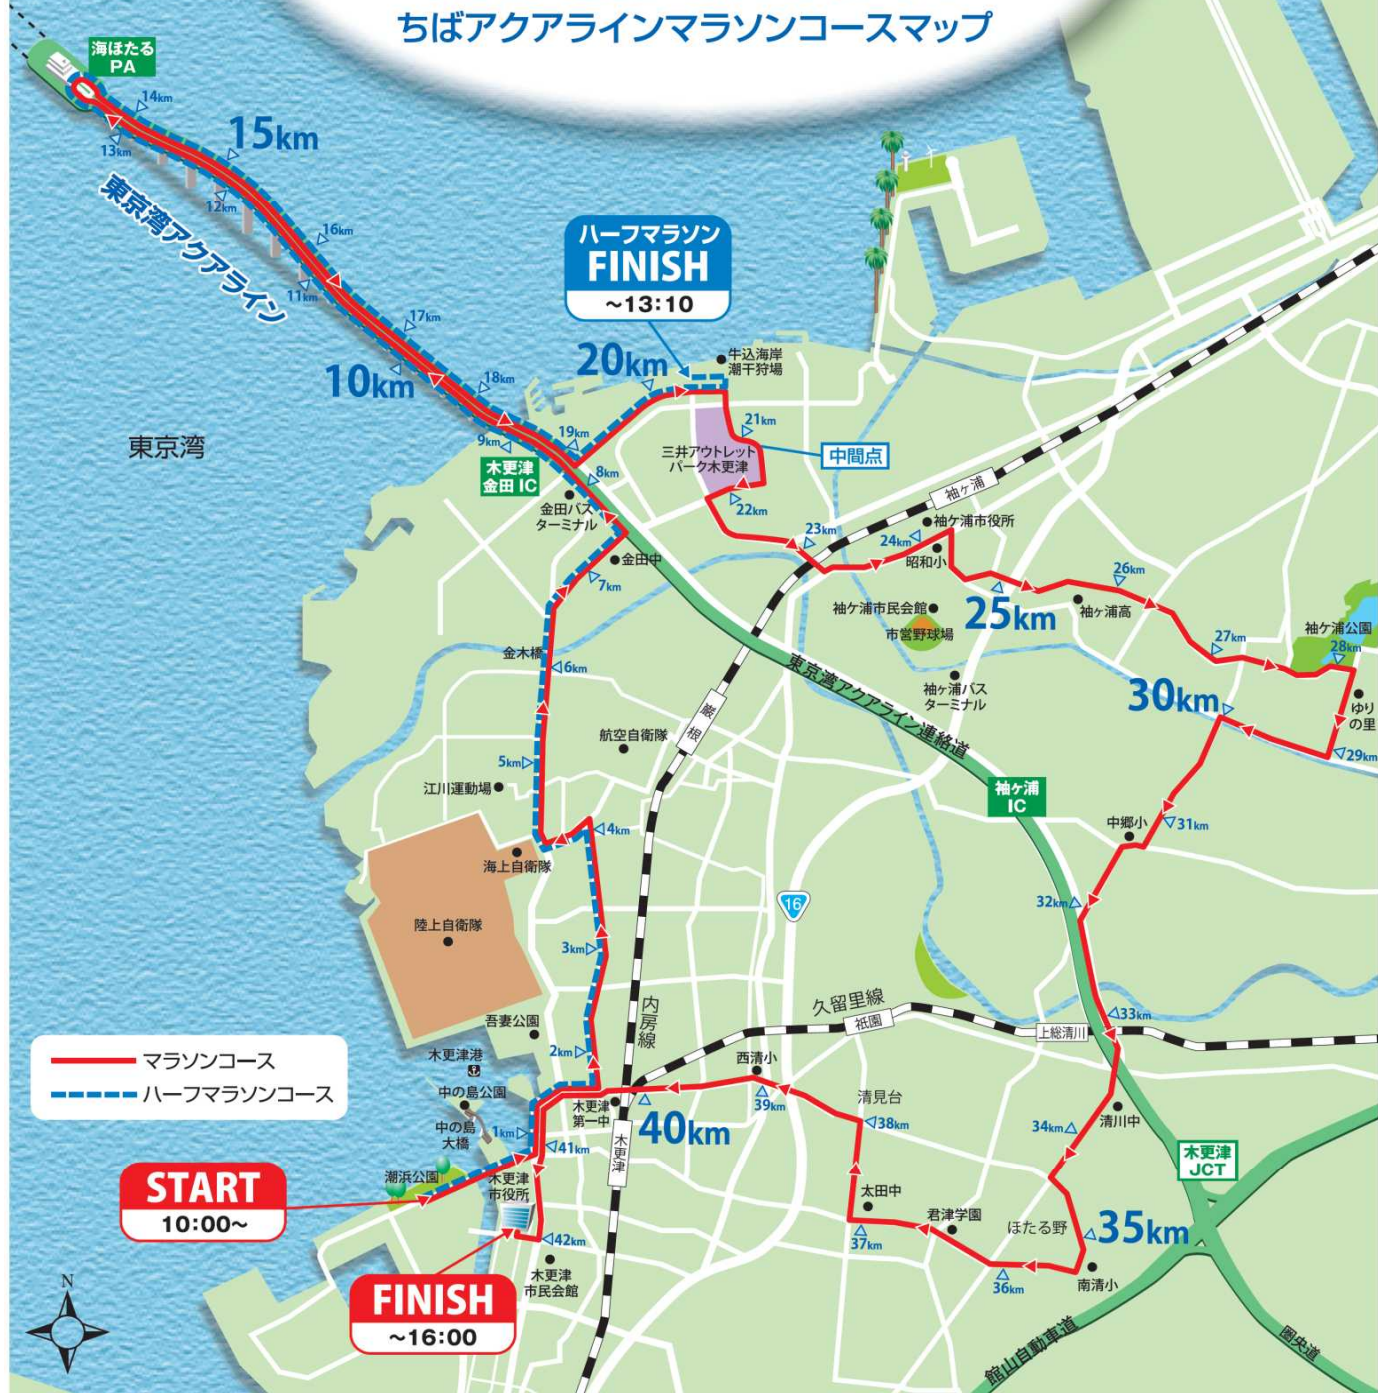 ちばアクアラインマラソンコースマップ
海ほたる
PA
14km
13km
15km
12km
16km
11km
東京湾アクアライン
17km
10km
18km
9km
東京湾
ハーフマラソン
FINISH
～13:10
20km
牛込海岸
潮干狩場
19km
21km
中間点
三井アウトレット
パーク木更津
22km
木更津
金田 IC
8km
金田バス
ターミナル
金田中
7km
23km
袖ヶ浦
24km
袖ケ浦市役所
昭和小
25km
26km
袖ケ浦高
袖ケ浦市民会館
市営野球場
27km
袖ケ浦公園
28km
ゆり
の里
29km
30km
袖ケ浦バス
ターミナル
金木橋
6km
東京湾アクアライン連絡道
巌根
航空自衛隊
5km
江川運動場
4km
海上自衛隊
袖ケ浦
IC
中郷小
31km
32km
16
陸上自衛隊
3km
内房線
久留里線
祇園
上総清川
33km
吾妻公園
2km
木更津港
中の島公園
中の島
大橋
1km
マラソンコース
ハーフマラソンコース
木更津
第一中
西清小
40km
39km
清見台
38km
34km
清川中
41km
木更津
木更津
JCT
START
10:00～
潮浜公園
木更津
市役所
42km
木更津
市民会館
FINISH
～16:00
太田中
37km
君津学園
ほたる野
35km
36km
南清小
館山自動車道
圏央道
N